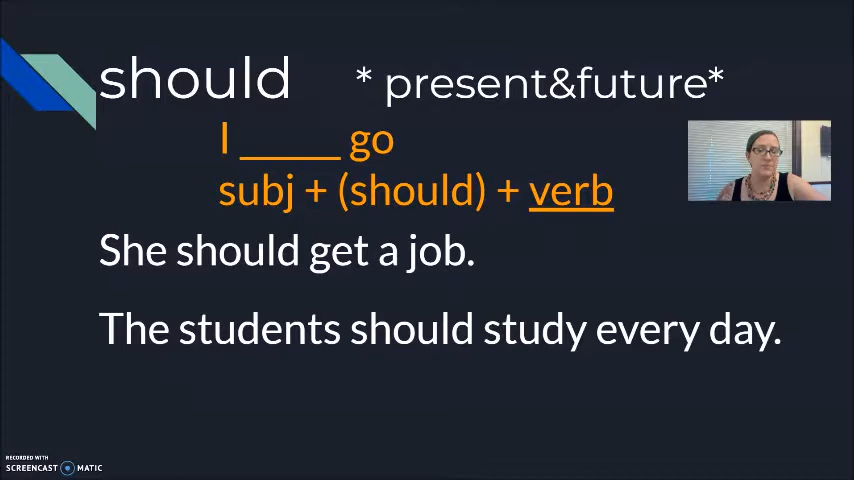 should * present&future*
I _____ go
subj + (should) + verb
She should get a job.
The students should study every day.
RECORDED WITH
SCREENCAST MATIC